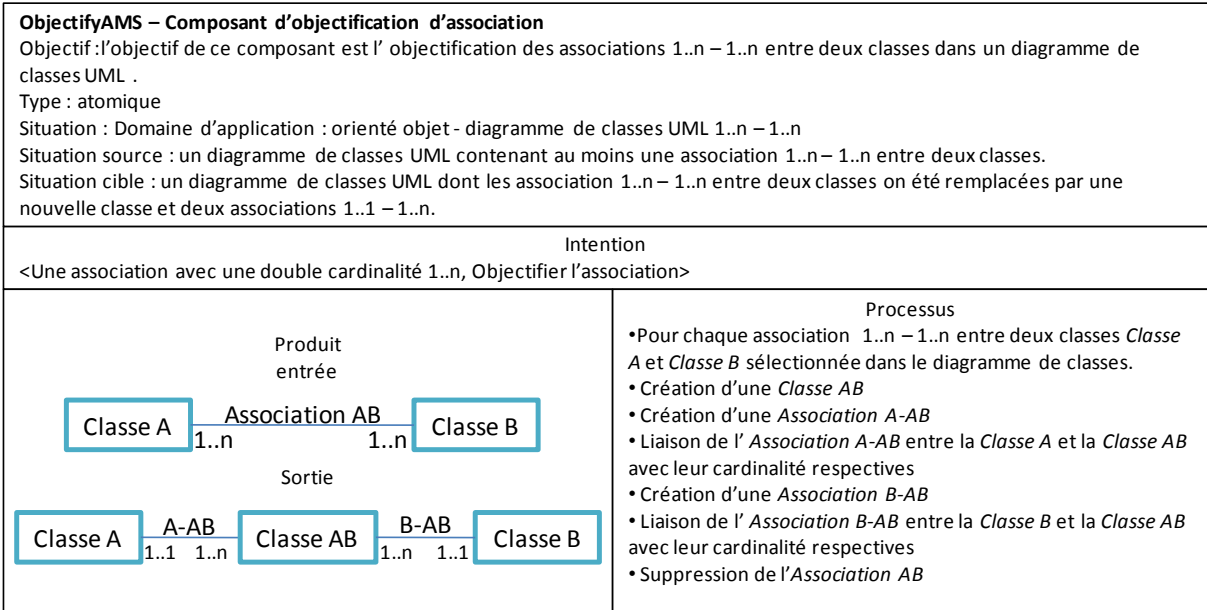 ObjectifyAMS – Composant d'objectification d'association
Objectif :l'objectif de ce composant est l' objectification des associations 1..n – 1..n entre deux classes dans un diagramme de
classes UML .
Type : atomique
Situation : Domaine d'application : orienté objet - diagramme de classes UML 1..n – 1..n
Situation source : un diagramme de classes UML contenant au moins une association 1..n – 1..n entre deux classes.
Situation cible : un diagramme de classes UML dont les association 1..n – 1..n entre deux classes on été remplacées par une
nouvelle classe et deux associations 1..1 – 1..n.
Intention
<Une association avec une double cardinalité 1..n, Objectifier l'association>
Produit
entrée
Classe A
Association AB
Classe B
1..n
1..n
Sortie
Classe A
A-AB
Classe AB
B-AB
Classe B
1..1
1..n
1..n
1..1
Processus
•Pour chaque association 1..n – 1..n entre deux classes Classe
A et Classe B sélectionnée dans le diagramme de classes.
• Création d'une Classe AB
• Création d'une Association A-AB
• Liaison de l' Association A-AB entre la Classe A et la Classe AB
avec leur cardinalité respectives
• Création d'une Association B-AB
• Liaison de l' Association B-AB entre la Classe B et la Classe AB
avec leur cardinalité respectives
• Suppression de l'Association AB